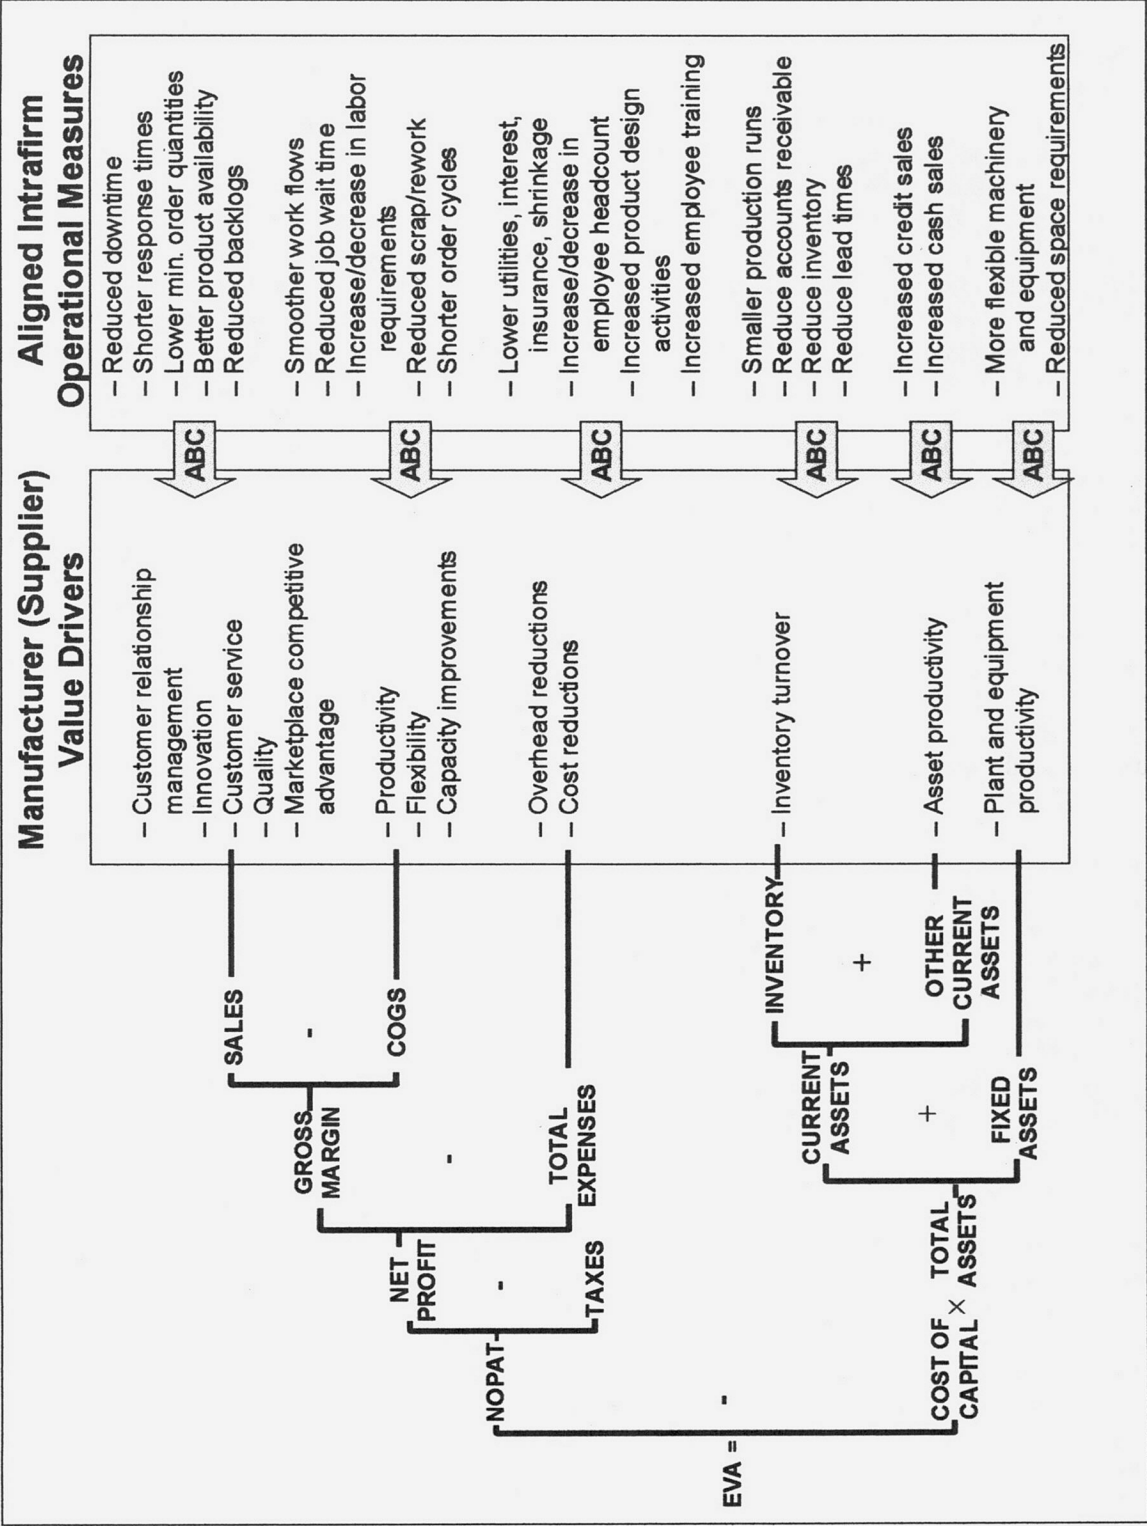 Manufacturer (Supplier)
Value Drivers
Aligned Intrafirm
Operational Measures
EVA =
NOPAT
-
COST OF
CAPITAL
×
TOTAL
ASSETS
NET
PROFIT
-
TAXES
GROSS
MARGIN
-
TOTAL
EXPENSES
SALES
-
COGS
CURRENT
ASSETS
+
FIXED
ASSETS
INVENTORY
+
OTHER
CURRENT
ASSETS
– Customer relationship
management
– Innovation
– Customer service
– Quality
– Marketplace competitive
advantage
– Productivity
– Flexibility
– Capacity improvements
– Overhead reductions
– Cost reductions
– Inventory turnover
– Asset productivity
– Plant and equipment
productivity
ABC
ABC
ABC
ABC
ABC
ABC
– Reduced downtime
– Shorter response times
– Lower min. order quantities
– Better product availability
– Reduced backlogs
– Smoother work flows
– Reduced job wait time
– Increase/decrease in labor
requirements
– Reduced scrap/rework
– Shorter order cycles
– Lower utilities, interest,
insurance, shrinkage
– Increase/decrease in
employee headcount
– Increased product design
activities
– Increased employee training
– Smaller production runs
– Reduce accounts receivable
– Reduce inventory
– Reduce lead times
– Increased credit sales
– Increased cash sales
– More flexible machinery
and equipment
– Reduced space requirements